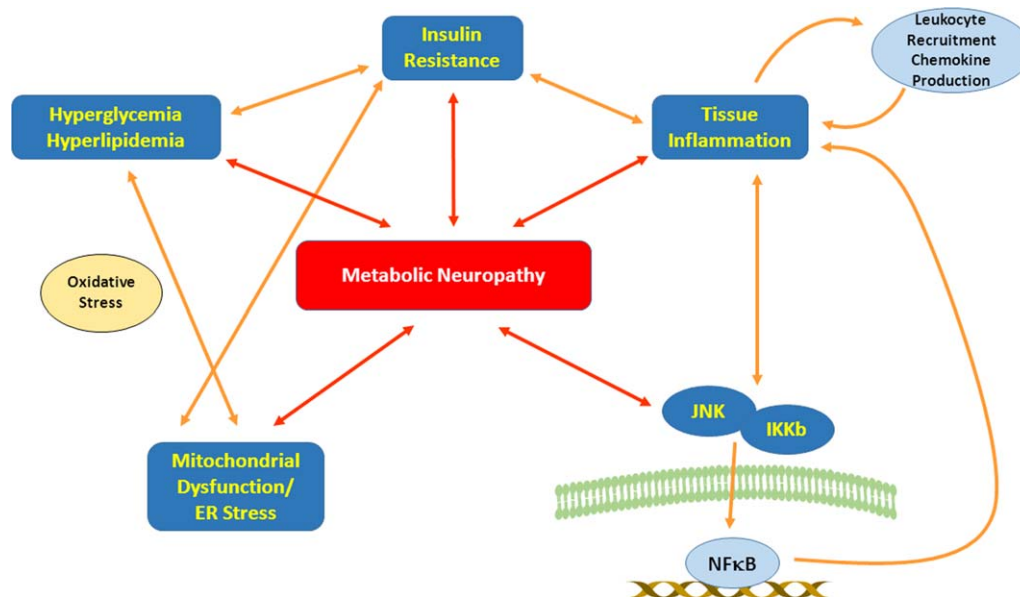 Insulin
Resistance
Leukocyte
Recruitment
Chemokine
Production
Hyperglycemia
Hyperlipidemia
Tissue
Inflammation
Metabolic Neuropathy
Oxidative
Stress
JNK
IKKb
Mitochondrial
Dysfunction/
ER Stress
NFκB